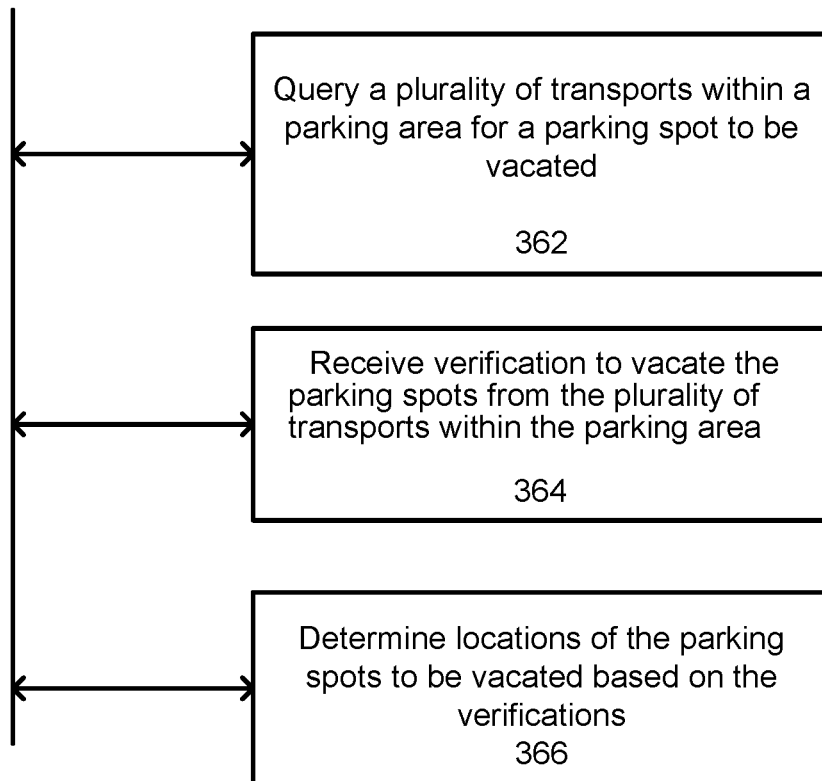 Query a plurality of transports within a
parking area for a parking spot to be
vacated
362
Receive verification to vacate the
parking spots from the plurality of
transports within the parking area
364
Determine locations of the parking
spots to be vacated based on the
verifications
366